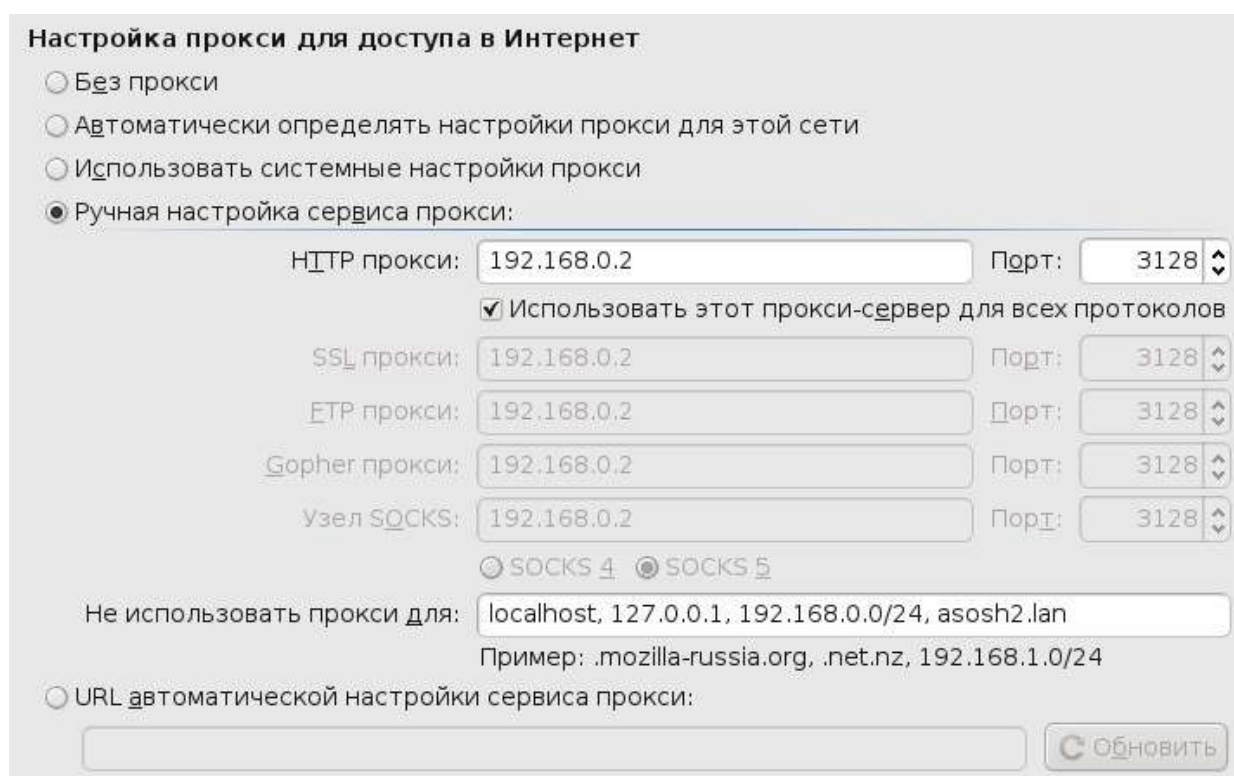 Настройка прокси для доступа в Интернет
Без прокси
Автоматически определять настройки прокси для этой сети
Использовать системные настройки прокси
Ручная настройка сервиса прокси:
HTTP прокси: 192.168.0.2 Порт: 3128
Использовать этот прокси-сервер для всех протоколов
SSL прокси: 192.168.0.2 Порт: 3128
FTP прокси: 192.168.0.2 Порт: 3128
Gopher прокси: 192.168.0.2 Порт: 3128
Узел SOCKS: 192.168.0.2 Порт: 3128
SOCKS 4 SOCKS 5
Не использовать прокси для: localhost, 127.0.0.1, 192.168.0.0/24, asosh2.lan
Пример: .mozilla-russia.org, .net.nz, 192.168.1.0/24
URL автоматической настройки сервиса прокси:
Обновить